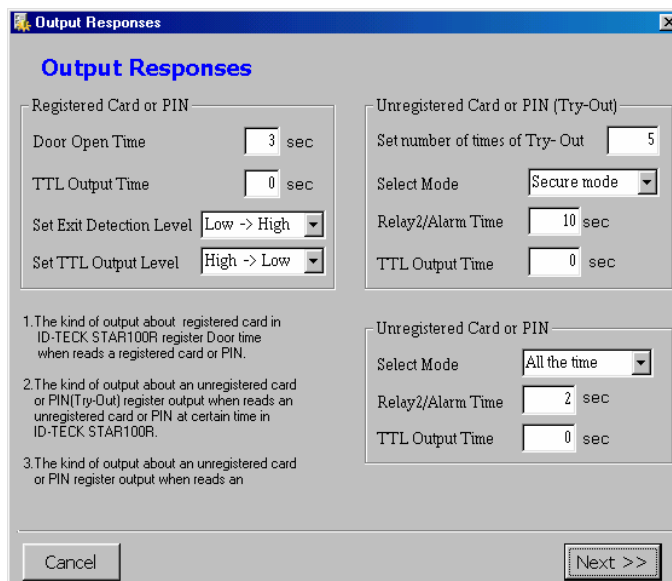 Output Responses
Output Responses
Registered Card or PIN
Door Open Time 3 sec
TTL Output Time 0 sec
Set Exit Detection Level Low -> High
Set TTL Output Level High -> Low
1.The kind of output about registered card in
ID-TECK STAR100R register Door time
when reads a registered card or PIN.
2.The kind of output about an unregistered card
or PIN(Try-Out) register output when reads an
unregistered card or PIN at certain time in
ID-TECK STAR100R.
3.The kind of output about an unregistered card
or PIN register output when reads an
Unregistered Card or PIN (Try-Out)
Set number of times of Try- Out 5
Select Mode Secure mode
Relay2/Alarm Time 10 sec
TTL Output Time 0 sec
Unregistered Card or PIN
Select Mode All the time
Relay2/Alarm Time 2 sec
TTL Output Time 0 sec
Cancel
Next >>